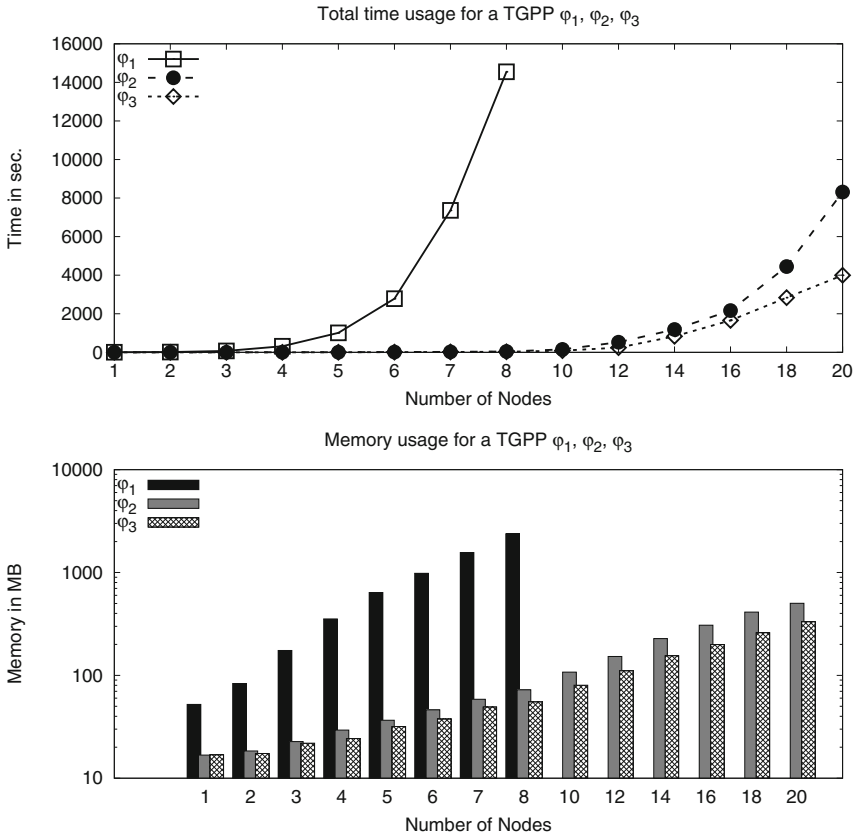 Total time usage for a TGPP φ1, φ2, φ3
16000
14000
12000
10000
8000
6000
4000
2000
0
Time in sec.
φ1
φ2
φ3
1 2 3 4 5 6 7 8 10 12 14 16 18 20
Number of Nodes
Memory usage for a TGPP φ1, φ2, φ3
10000
1000
100
10
Memory in MB
φ1
φ2
φ3
1 2 3 4 5 6 7 8 10 12 14 16 18 20
Number of Nodes